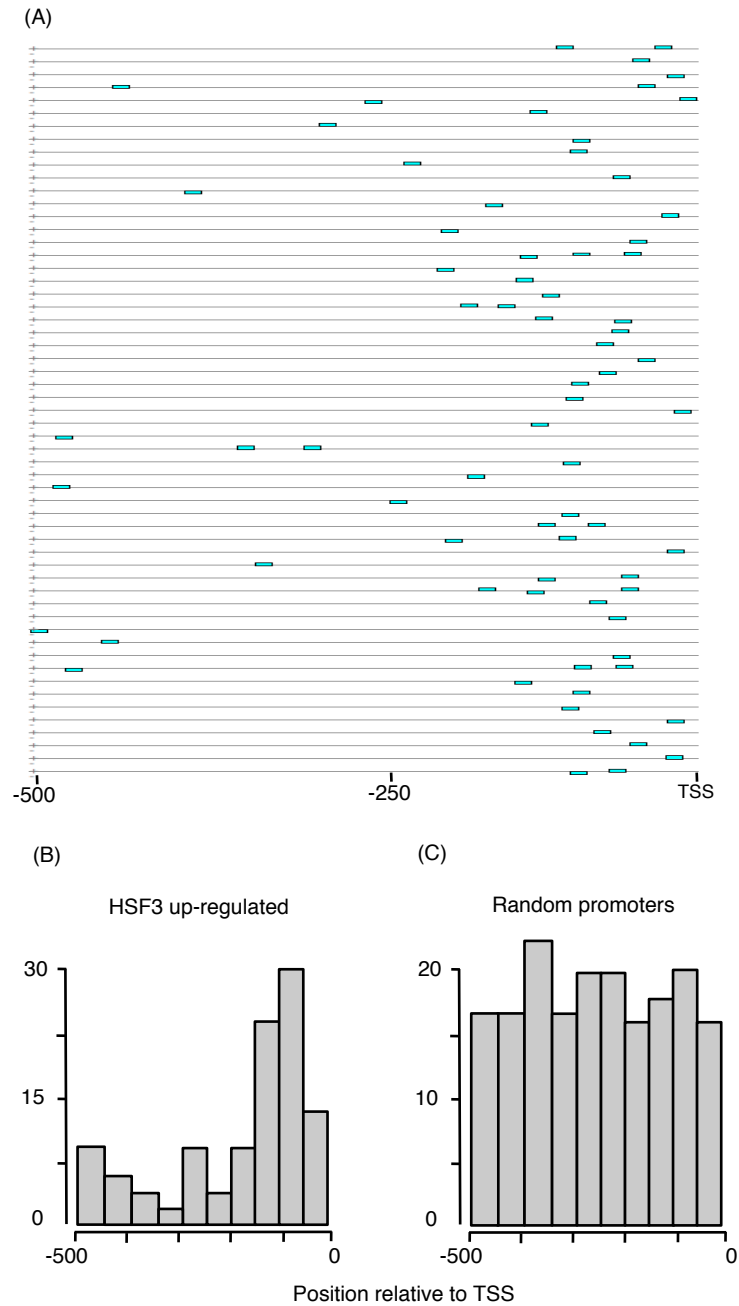 (A)
-500 -250 TSS
(B) (C)
HSF3 up-regulated Random promoters
30 20
15 10
0 0
-500 0 -500 0
Position relative to TSS